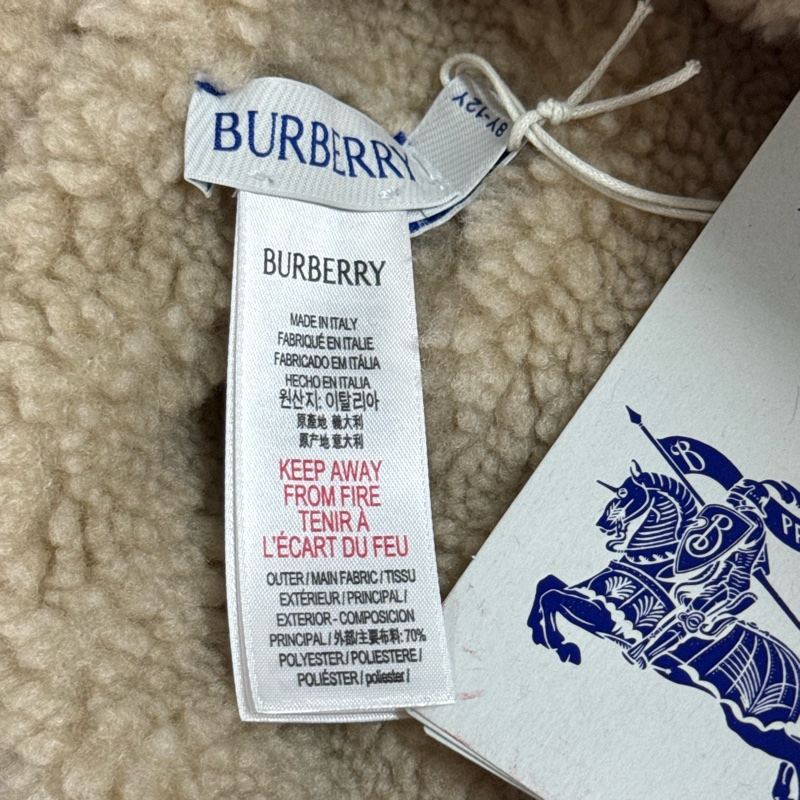 BURBERRY
8Y-12Y
BURBERRY
MADE IN ITALY
FABRIQUÉ EN ITALIE
FABRICADO EM ITÁLIA
HECHO EN ITALIA
원산지: 이탈리아
原產地 義大利
原产地 意大利
KEEP AWAY
FROM FIRE
TENIR À
L'ÉCART DU FEU
OUTER / MAIN FABRIC / TISSU
EXTÉRIEUR / PRINCIPAL /
EXTERIOR - COMPOSICION
PRINCIPAL / 外部/主要布料: 70%
POLYESTER / POLIESTERE /
POLIÉSTER / poliester /
B
B